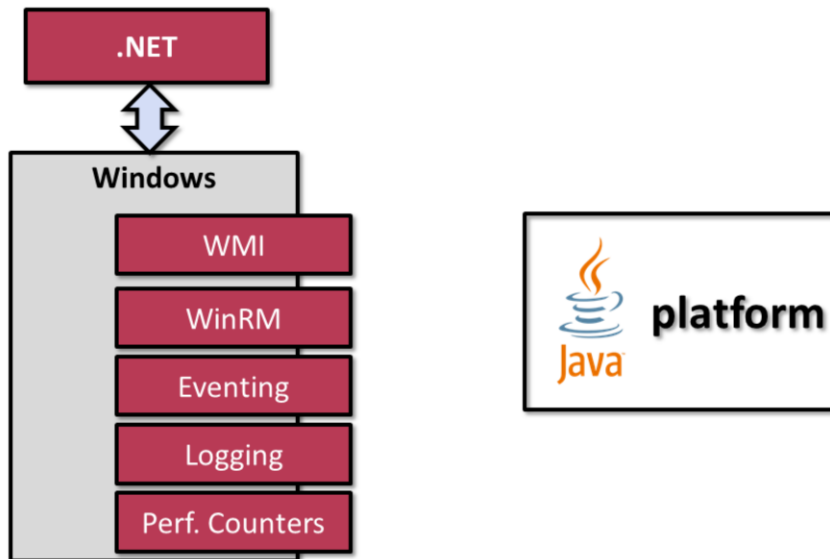 .NET
Windows
WMI
WinRM
Eventing
Logging
Perf. Counters
Java
platform